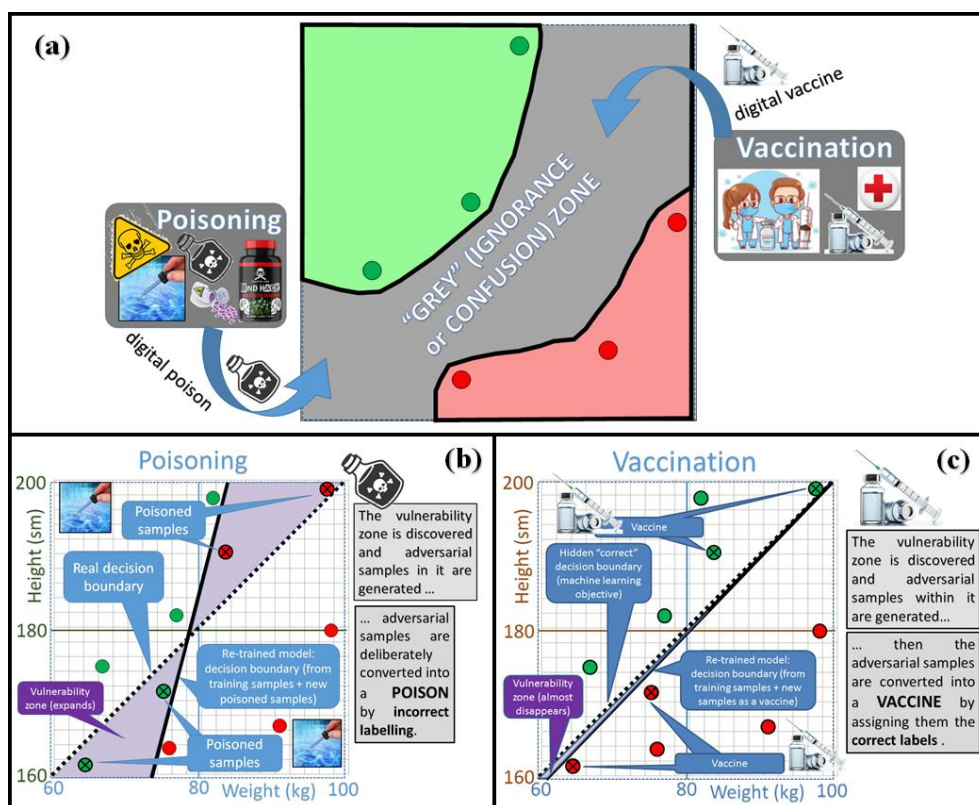 (a)
digital vaccine
Vaccination
Poisoning
"GREY" (IGNORANCE
or CONFUSION) ZONE
digital poison
Poisoning
(b)
200
180
160
Height (sm)
60
80
100
Weight (kg)
Poisoned
samples
Real decision
boundary
Re-trained model:
decision boundary (from
training samples + new
poisoned samples)
Vulnerability
zone (expands)
Poisoned
samples
The vulnerability
zone is discovered
and adversarial
samples in it are
generated ...
... adversarial
samples are
deliberately
converted into
a POISON
by incorrect
labelling.
Vaccination
(c)
200
180
160
Height (sm)
60
80
100
Weight (kg)
Vaccine
Hidden "correct"
decision boundary
(machine learning
objective)
Re-trained model:
decision boundary (from
training samples + new
samples as a vaccine)
Vulnerability
zone (almost
disappears)
Vaccine
The vulnerability
zone is discovered
and adversarial
samples within it
are generated...
... then the
adversarial samples
are converted into
a VACCINE by
assigning them the
correct labels .